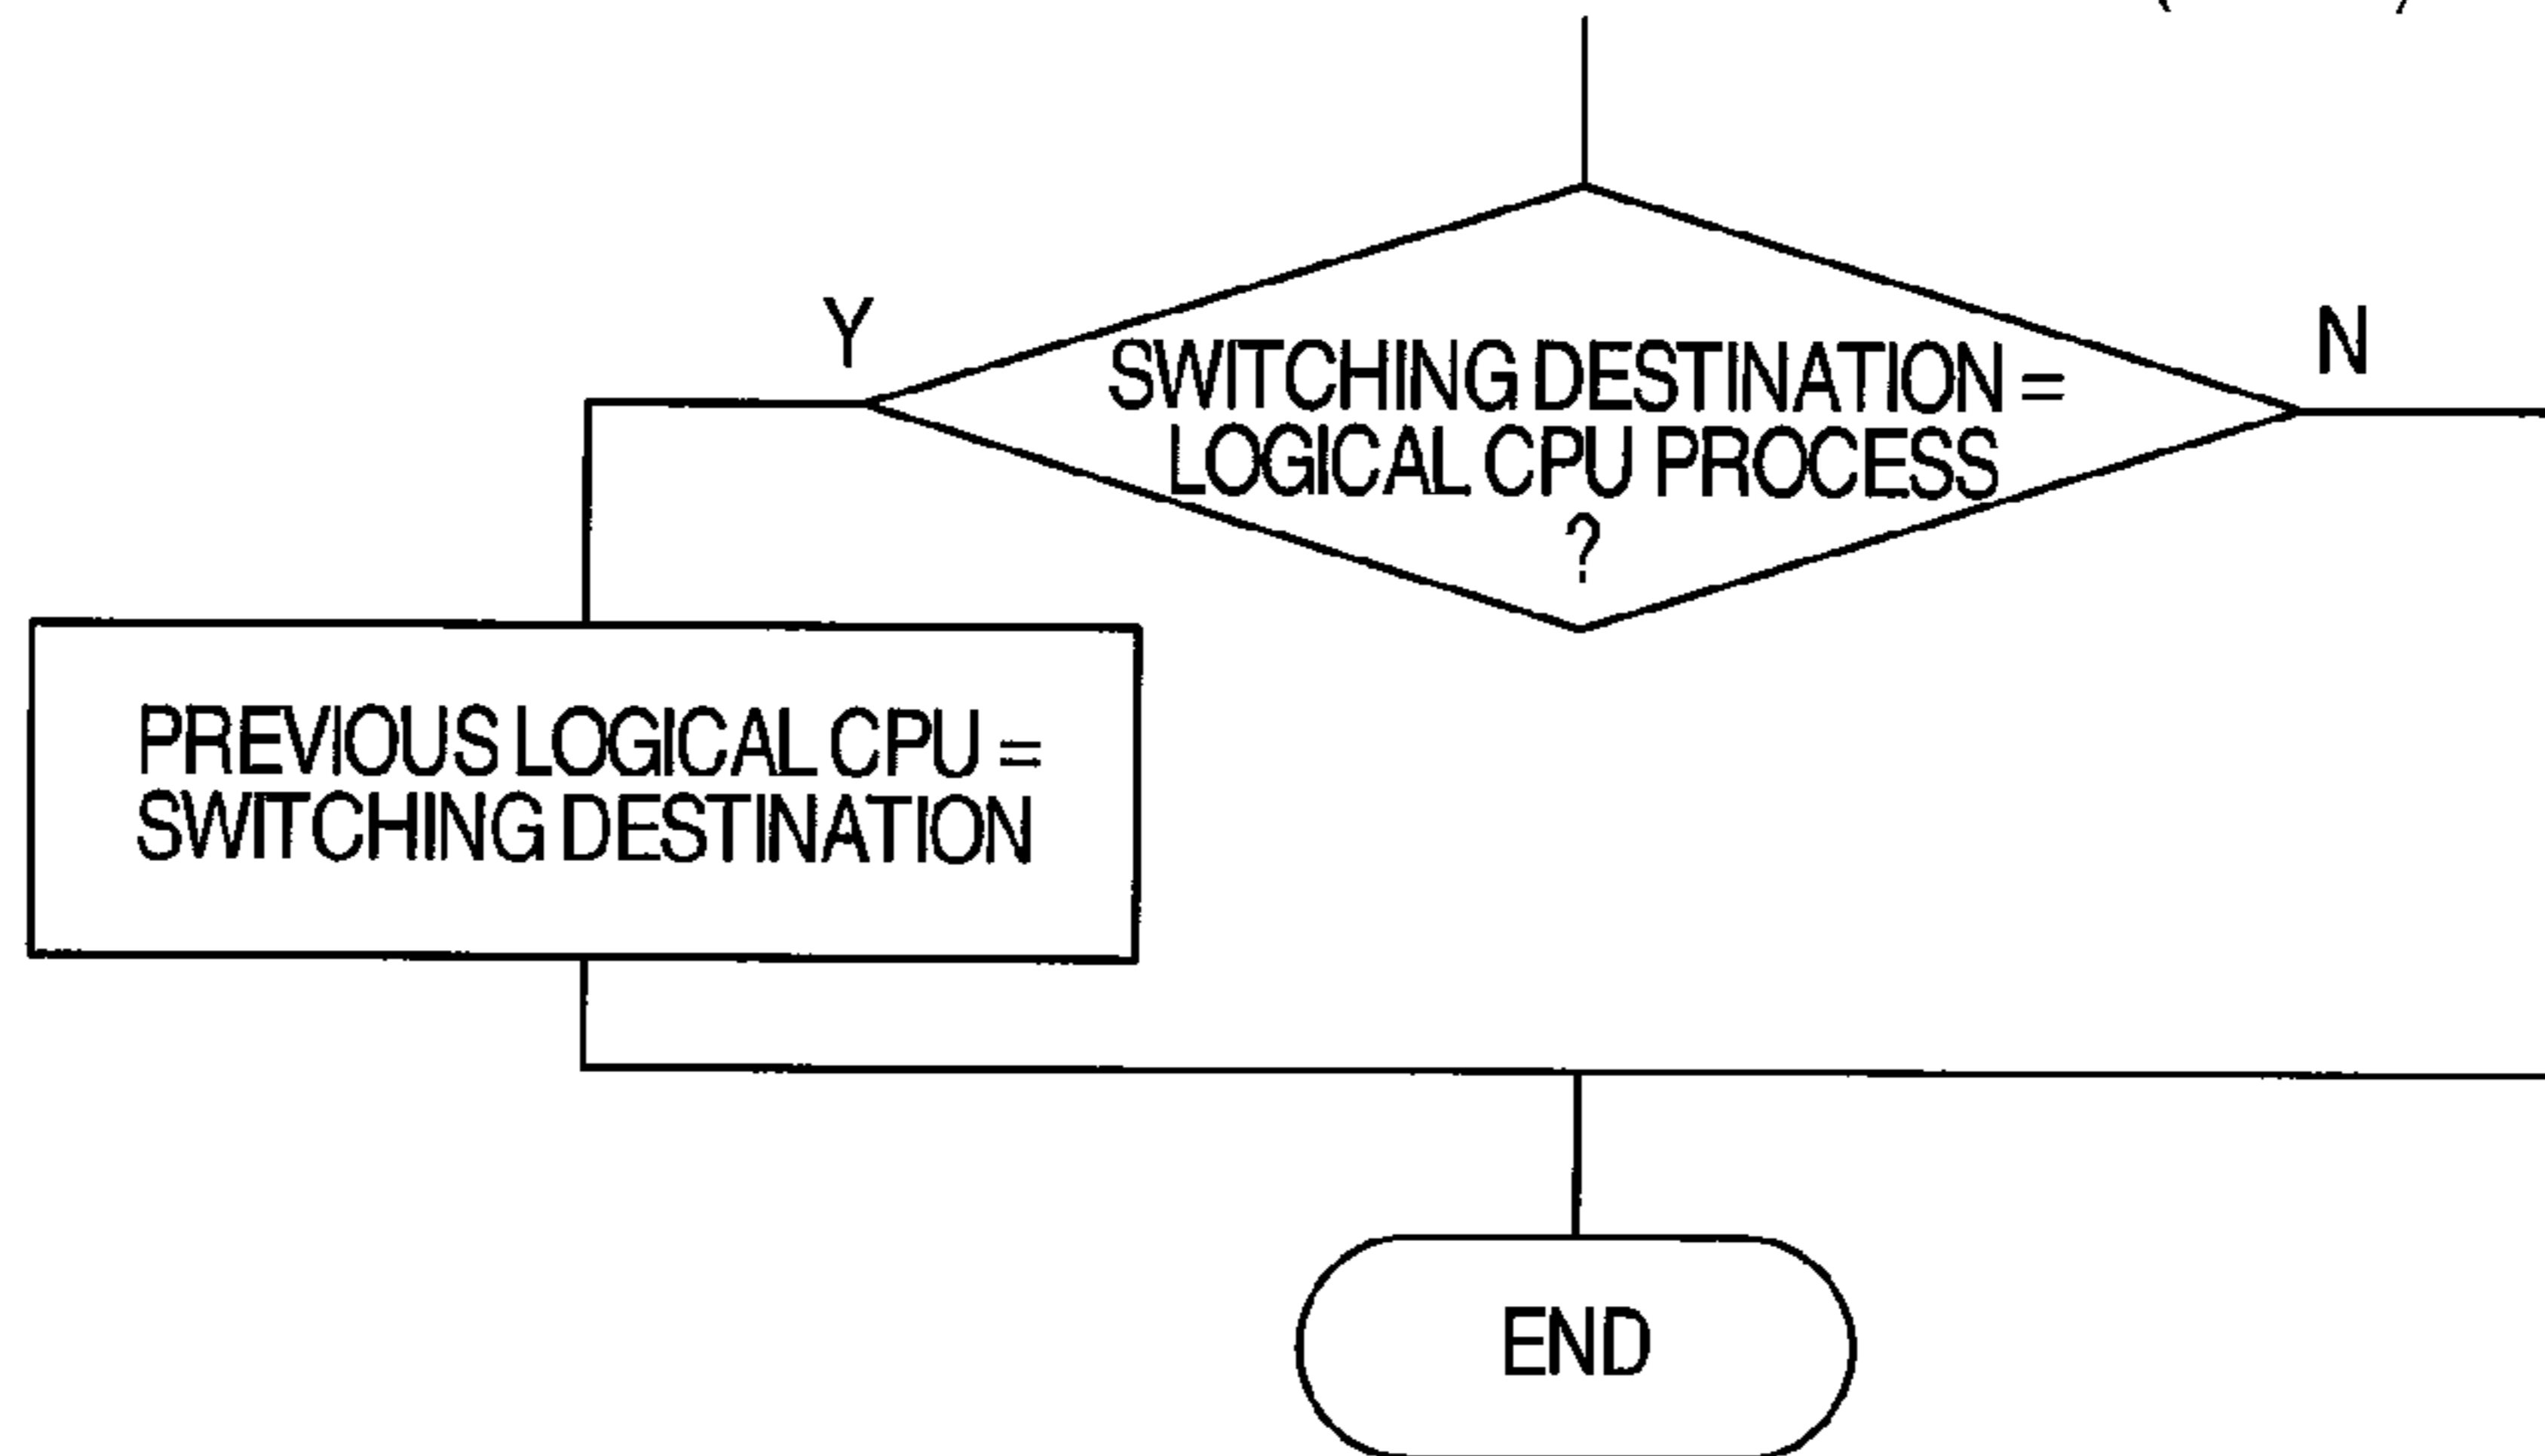 Y
N
SWITCHING DESTINATION =
LOGICAL CPU PROCESS
?
PREVIOUS LOGICAL CPU =
SWITCHING DESTINATION
END